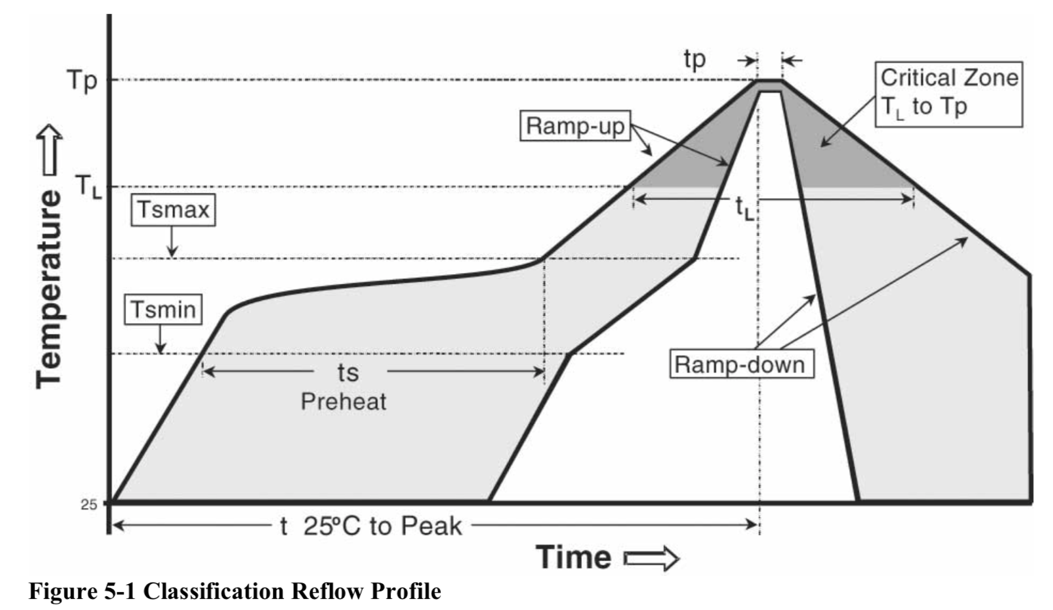 tp
Tp
Critical Zone
TL to Tp
Ramp-up
TL
Tsmax
tL
Tsmin
Temperature
ts
Preheat
Ramp-down
25
t 25ºC to Peak
Time
Figure 5-1 Classification Reflow Profile